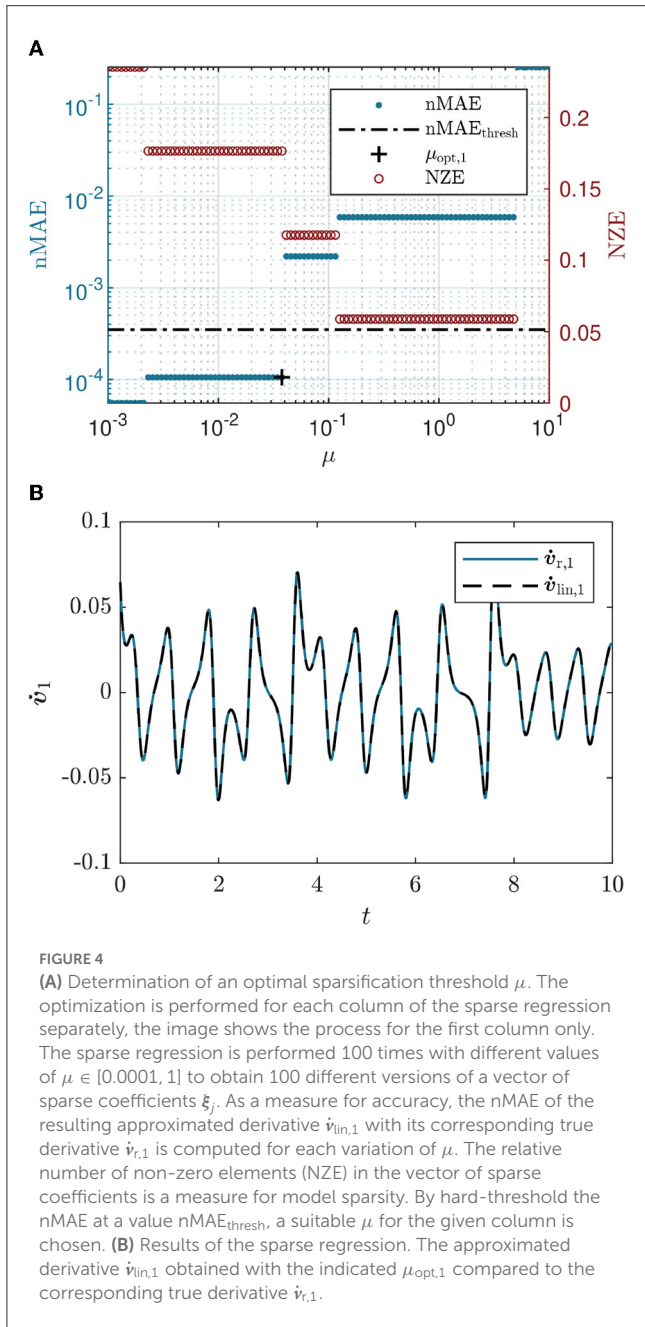 A
nMAE
nMAE_thresh
μ_opt,1
NZE
10^-1
10^-2
10^-3
10^-4
nMAE
0.2
0.15
0.1
0.05
0
NZE
10^-3
10^-2
10^-1
10^0
10^1
μ
B
v̇_r,1
v̇_lin,1
0.1
0.05
0
-0.05
-0.1
v̇_1
0
2
4
6
8
10
t
FIGURE 4
(A) Determination of an optimal sparsification threshold μ. The
optimization is performed for each column of the sparse regression
separately, the image shows the process for the first column only.
The sparse regression is performed 100 times with different values
of μ ∈ [0.0001, 1] to obtain 100 different versions of a vector of
sparse coefficients ξ_j. As a measure for accuracy, the nMAE of the
resulting approximated derivative v̇_lin,1 with its corresponding true
derivative v̇_r,1 is computed for each variation of μ. The relative
number of non-zero elements (NZE) in the vector of sparse
coefficients is a measure for model sparsity. By hard-threshold the
nMAE at a value nMAE_thresh, a suitable μ for the given column is
chosen. (B) Results of the sparse regression. The approximated
derivative v̇_lin,1 obtained with the indicated μ_opt,1 compared to the
corresponding true derivative v̇_r,1.